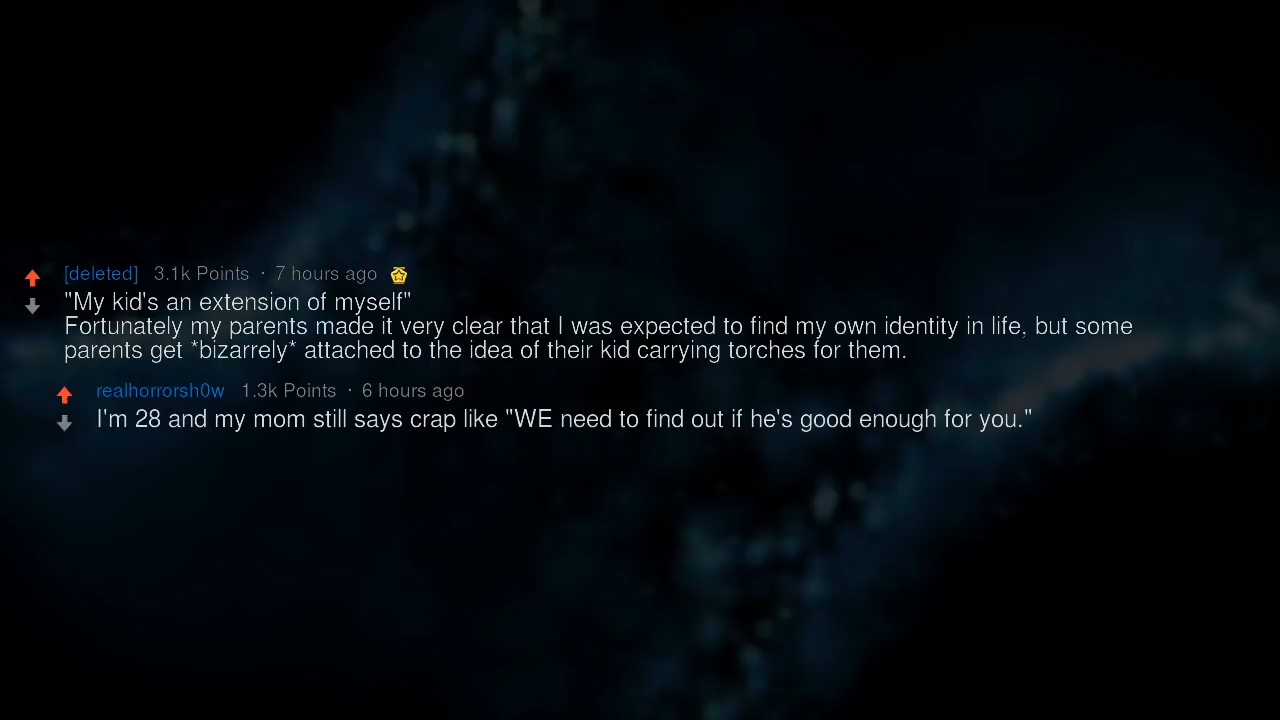 [deleted] 3.1k Points · 7 hours ago
"My kid's an extension of myself"
Fortunately my parents made it very clear that I was expected to find my own identity in life, but some
parents get *bizarrely* attached to the idea of their kid carrying torches for them.
realhorrorsh0w 1.3k Points · 6 hours ago
I'm 28 and my mom still says crap like "WE need to find out if he's good enough for you."